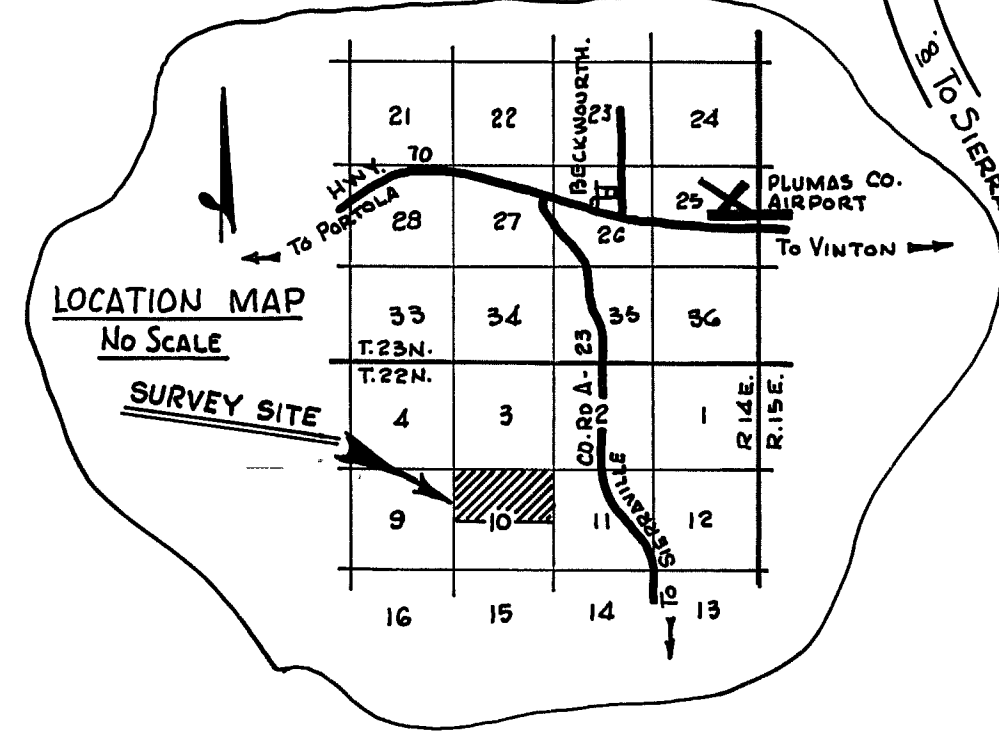 100' TO SIERRA
BECKWOURTH.
21 22 23 24
HWY. 70
PLUMAS CO.
AIRPORT
28 27 26 25
TO PORTOLA
TO VINTON
LOCATION MAP
NO SCALE
33 34 35 36
T.23N.
T.22N.
CO. RD A-23
R 14E.
R.15E.
SURVEY SITE
4 3 2 1
9 10 11 12
TO SIERRAVILLE
16 15 14 13